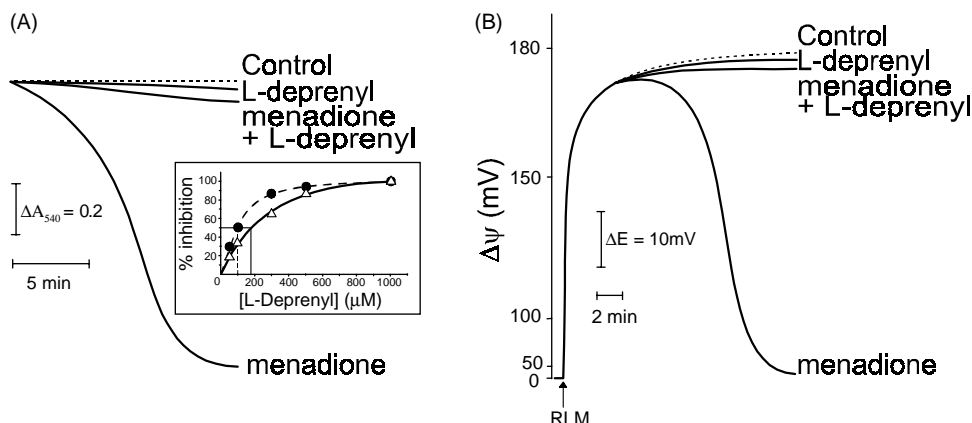 (A)
Control
L-deprenyl
menadione
+ L-deprenyl
ΔA540 = 0.2
5 min
menadione
% inhibition
100
80
60
50
40
20
0 200 400 600 800 1000
[L-Deprenyl] (μM)
(B)
180
150
100
50
0
Δψ (mV)
Control
L-deprenyl
menadione
+ L-deprenyl
ΔE = 10mV
2 min
menadione
RLM